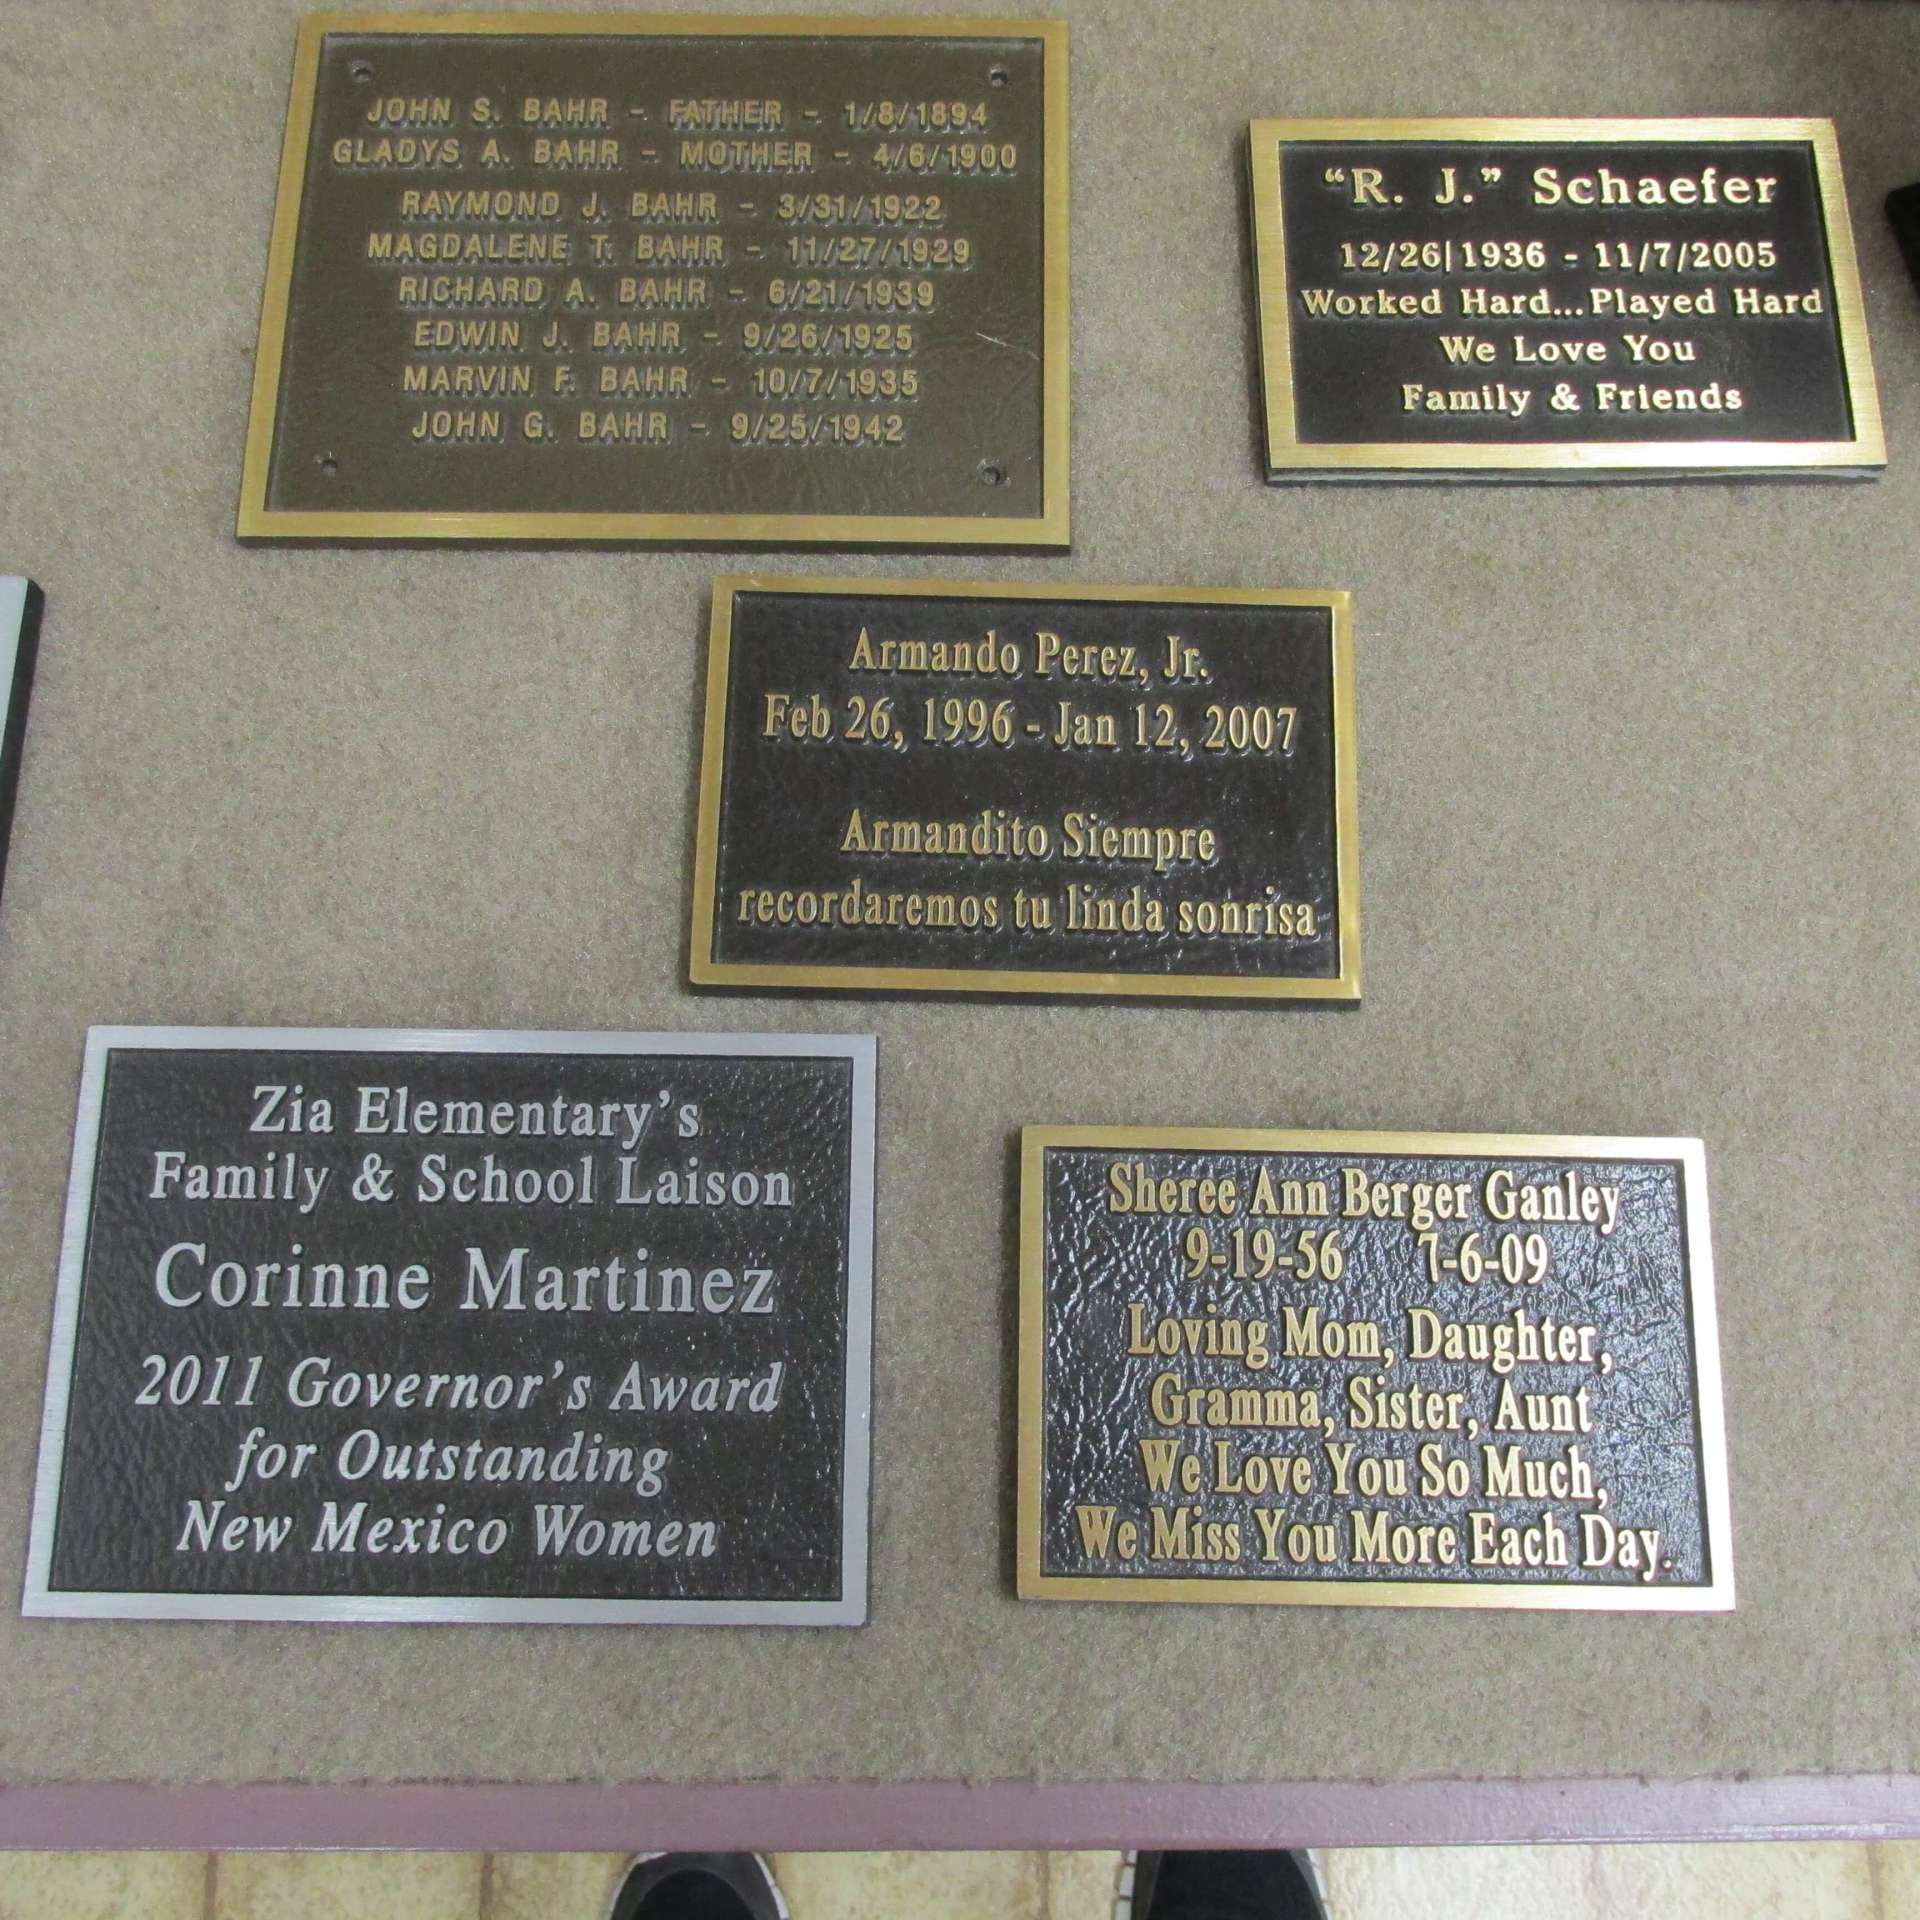 JOHN S. BAHR - FATHER - 1/8/1894
GLADYS A. BAHR - MOTHER - 4/6/1900
RAYMOND J. BAHR - 3/31/1922
MAGDALENE T. BAHR - 11/27/1929
RICHARD A. BAHR - 6/21/1939
EDWIN J. BAHR - 9/26/1925
MARVIN F. BAHR - 10/7/1935
JOHN G. BAHR - 9/25/1942
“R. J.” Schaefer
12/26|1936 - 11/7/2005
Worked Hard...Played Hard
We Love You
Family & Friends
Armando Perez, Jr.
Feb 26, 1996 - Jan 12, 2007
Armandito Siempre
recordaremos tu linda sonrisa
Zia Elementary’s
Family & School Laison
Corinne Martinez
2011 Governor’s Award
for Outstanding
New Mexico Women
Sheree Ann Berger Ganley
9-19-56 7-6-09
Loving Mom, Daughter,
Gramma, Sister, Aunt
We Love You So Much,
We Miss You More Each Day.